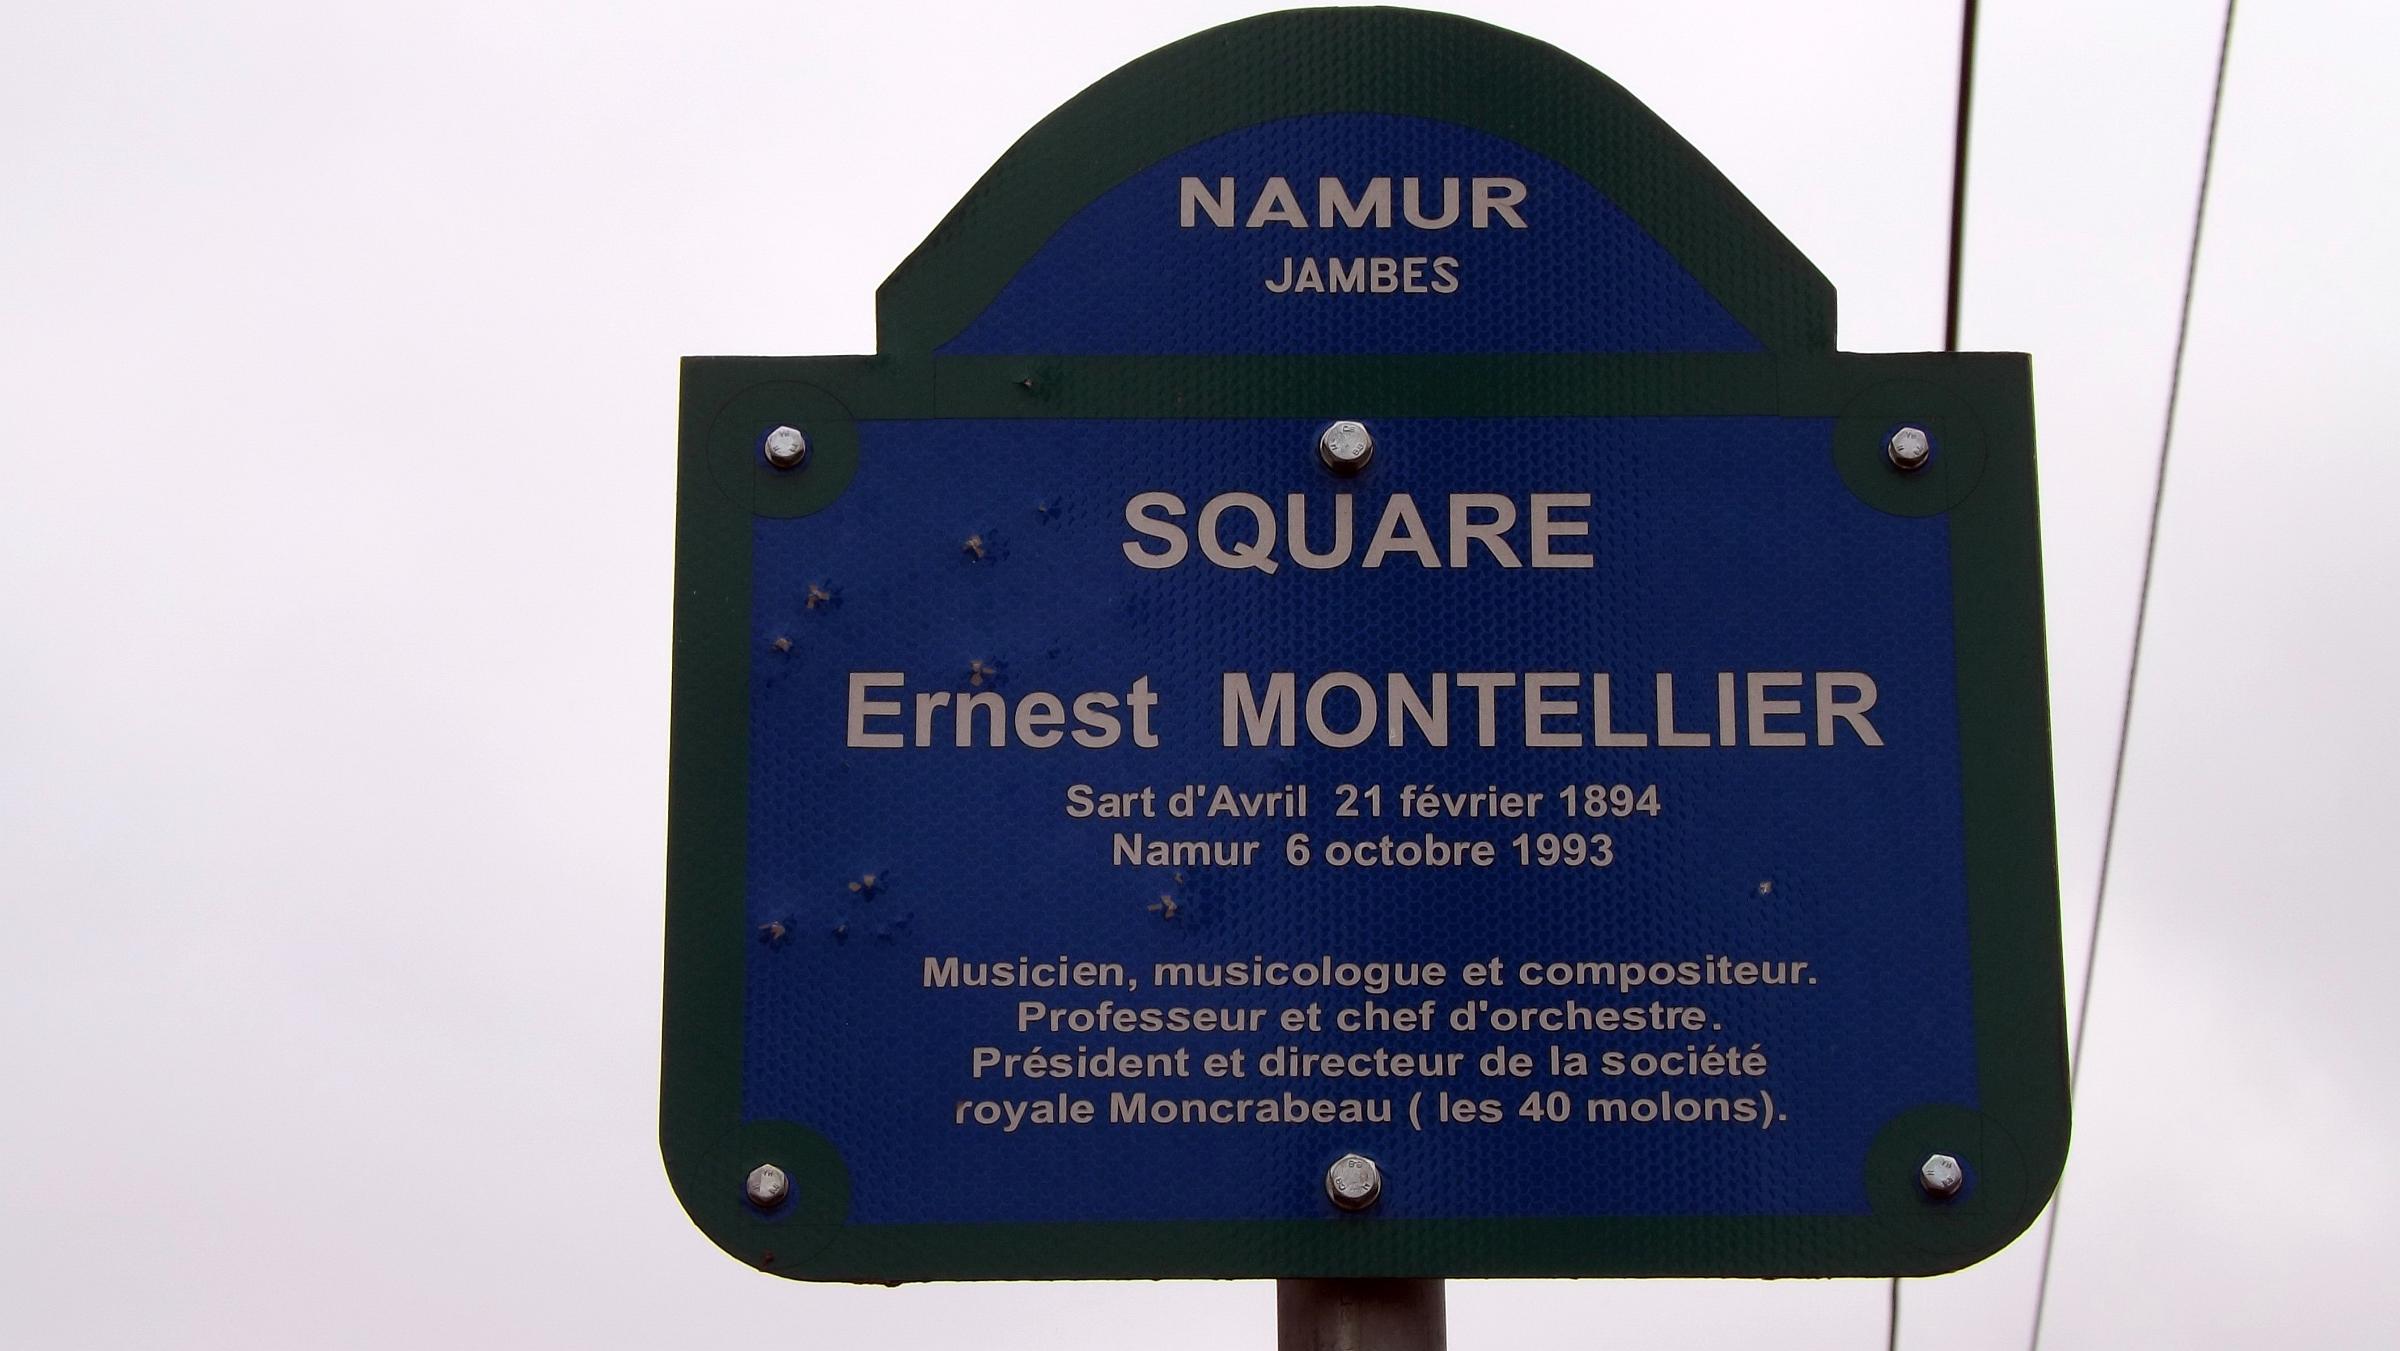 NAMUR
JAMBES
SQUARE
Ernest MONTELLIER
Sart d'Avril 21 février 1894
Namur 6 octobre 1993
Musicien, musicologue et compositeur.
Professeur et chef d'orchestre.
Président et directeur de la société
royale Moncrabeau ( les 40 molons).